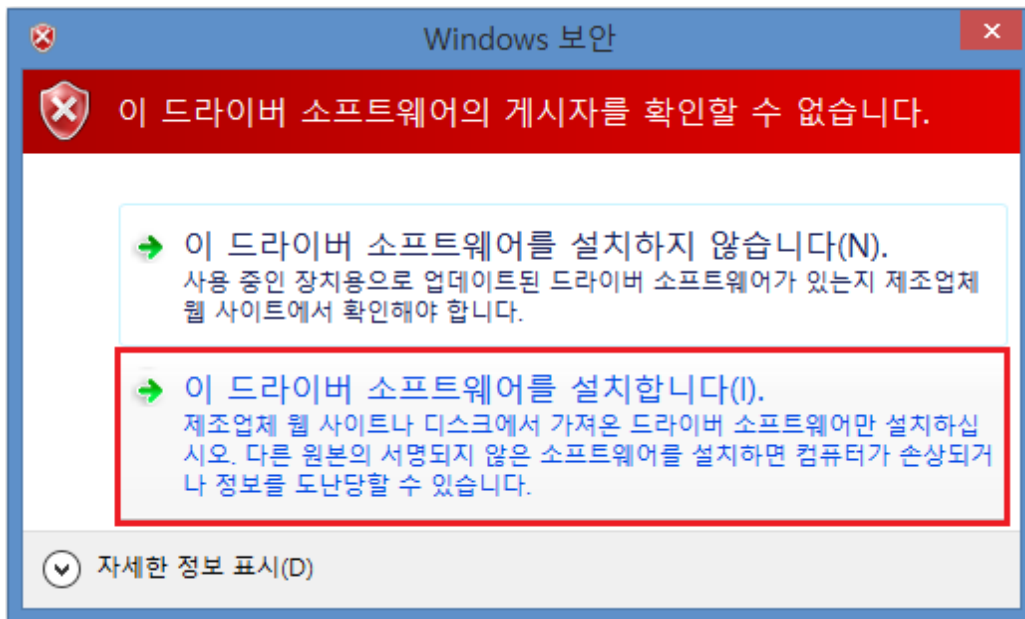 Windows 보안
이 드라이버 소프트웨어의 게시자를 확인할 수 없습니다.
이 드라이버 소프트웨어를 설치하지 않습니다(N).
사용 중인 장치용으로 업데이트된 드라이버 소프트웨어가 있는지 제조업체
웹 사이트에서 확인해야 합니다.
이 드라이버 소프트웨어를 설치합니다(I).
제조업체 웹 사이트나 디스크에서 가져온 드라이버 소프트웨어만 설치하십
시오. 다른 원본의 서명되지 않은 소프트웨어를 설치하면 컴퓨터가 손상되거
나 정보를 도난당할 수 있습니다.
자세한 정보 표시(D)